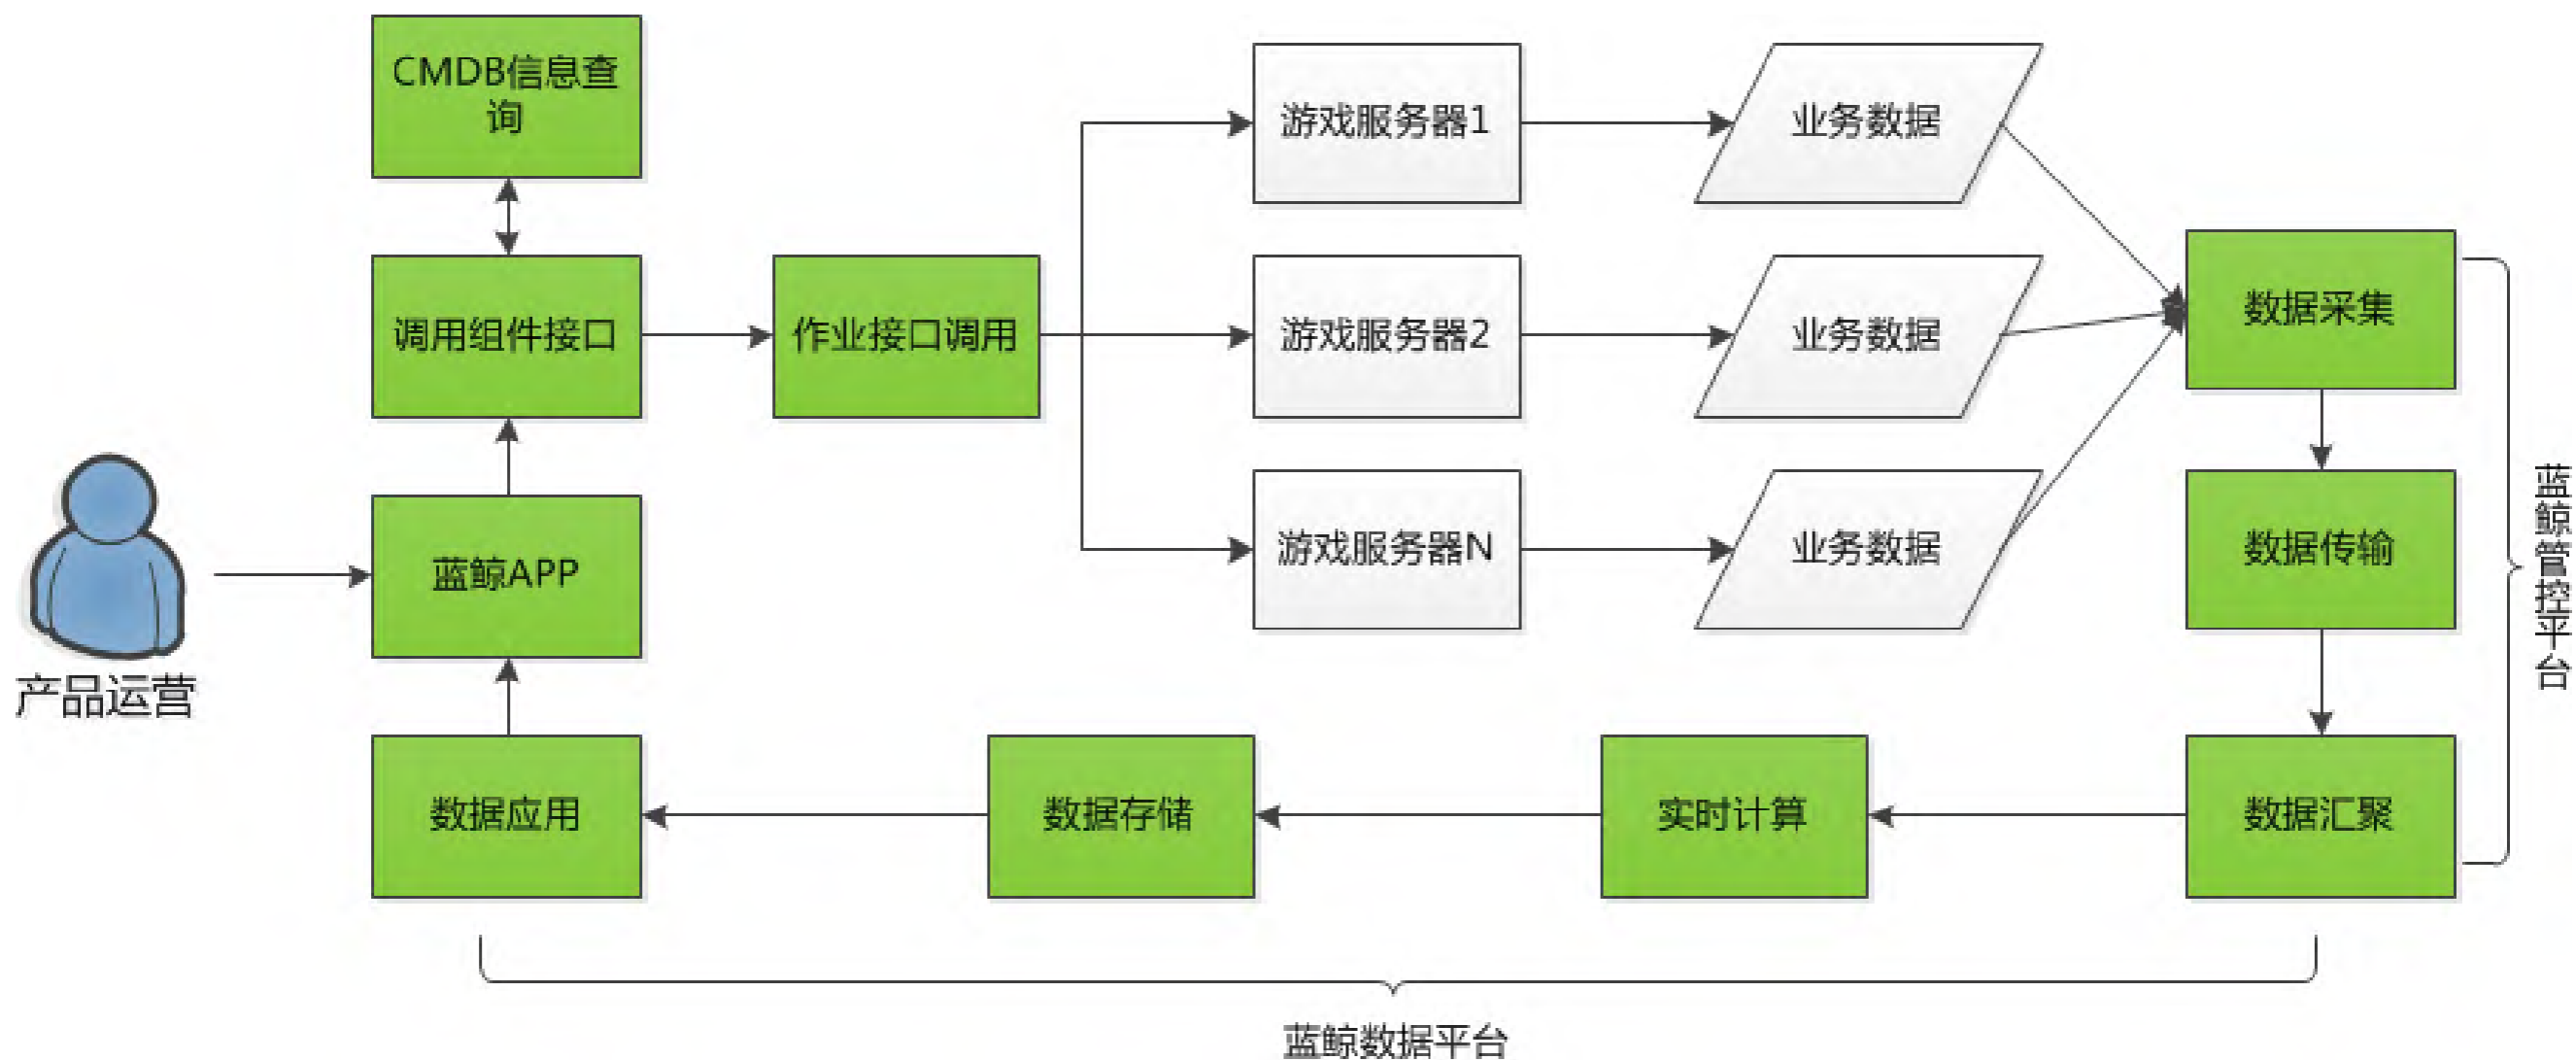 CMDB信息查
询
游戏服务器1
业务数据
调用组件接口
作业接口调用
游戏服务器2
业务数据
数据采集
蓝鲸APP
游戏服务器N
业务数据
数据传输
蓝鲸管控平台
产品运营
数据应用
数据存储
实时计算
数据汇聚
蓝鲸数据平台